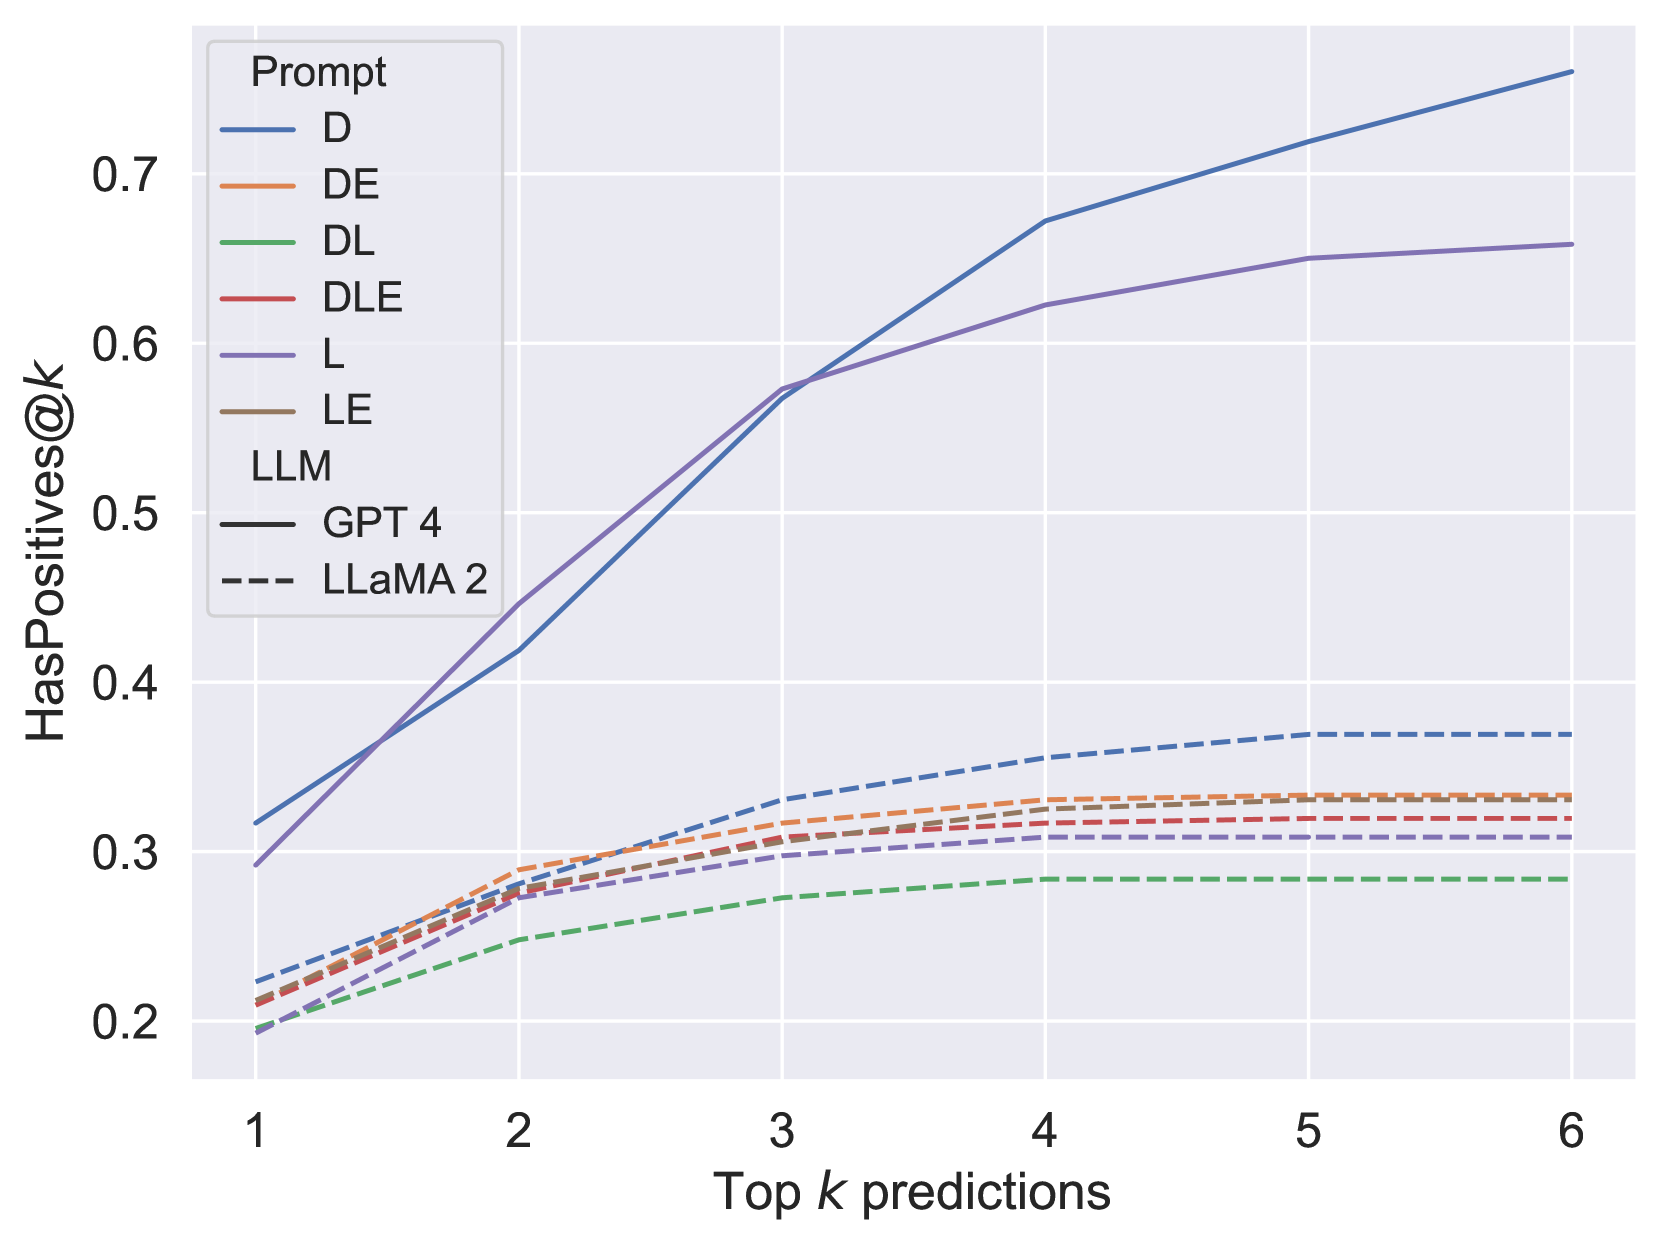 Prompt
D
DE
DL
DLE
L
LE
LLM
GPT 4
LLaMA 2
HasPositives@k
0.7
0.6
0.5
0.4
0.3
0.2
1 2 3 4 5 6
Top k predictions